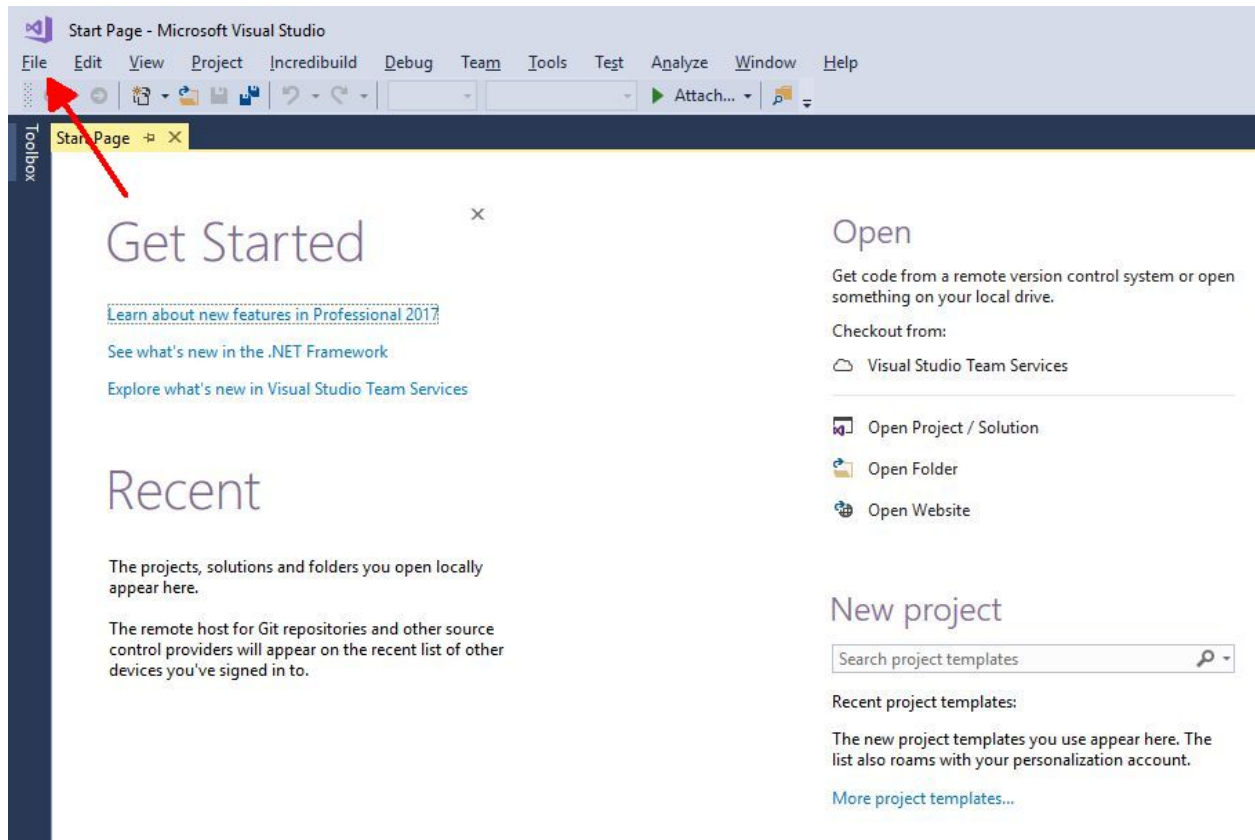 Start Page - Microsoft Visual Studio
File Edit View Project Incredibuild Debug Team Tools Test Analyze Window Help
Attach...
Toolbox
Start Page
Get Started
Learn about new features in Professional 2017
See what's new in the .NET Framework
Explore what's new in Visual Studio Team Services
Recent
The projects, solutions and folders you open locally
appear here.
The remote host for Git repositories and other source
control providers will appear on the recent list of other
devices you've signed in to.
Open
Get code from a remote version control system or open
something on your local drive.
Checkout from:
Visual Studio Team Services
Open Project / Solution
Open Folder
Open Website
New project
Search project templates
Recent project templates:
The new project templates you use appear here. The
list also roams with your personalization account.
More project templates...